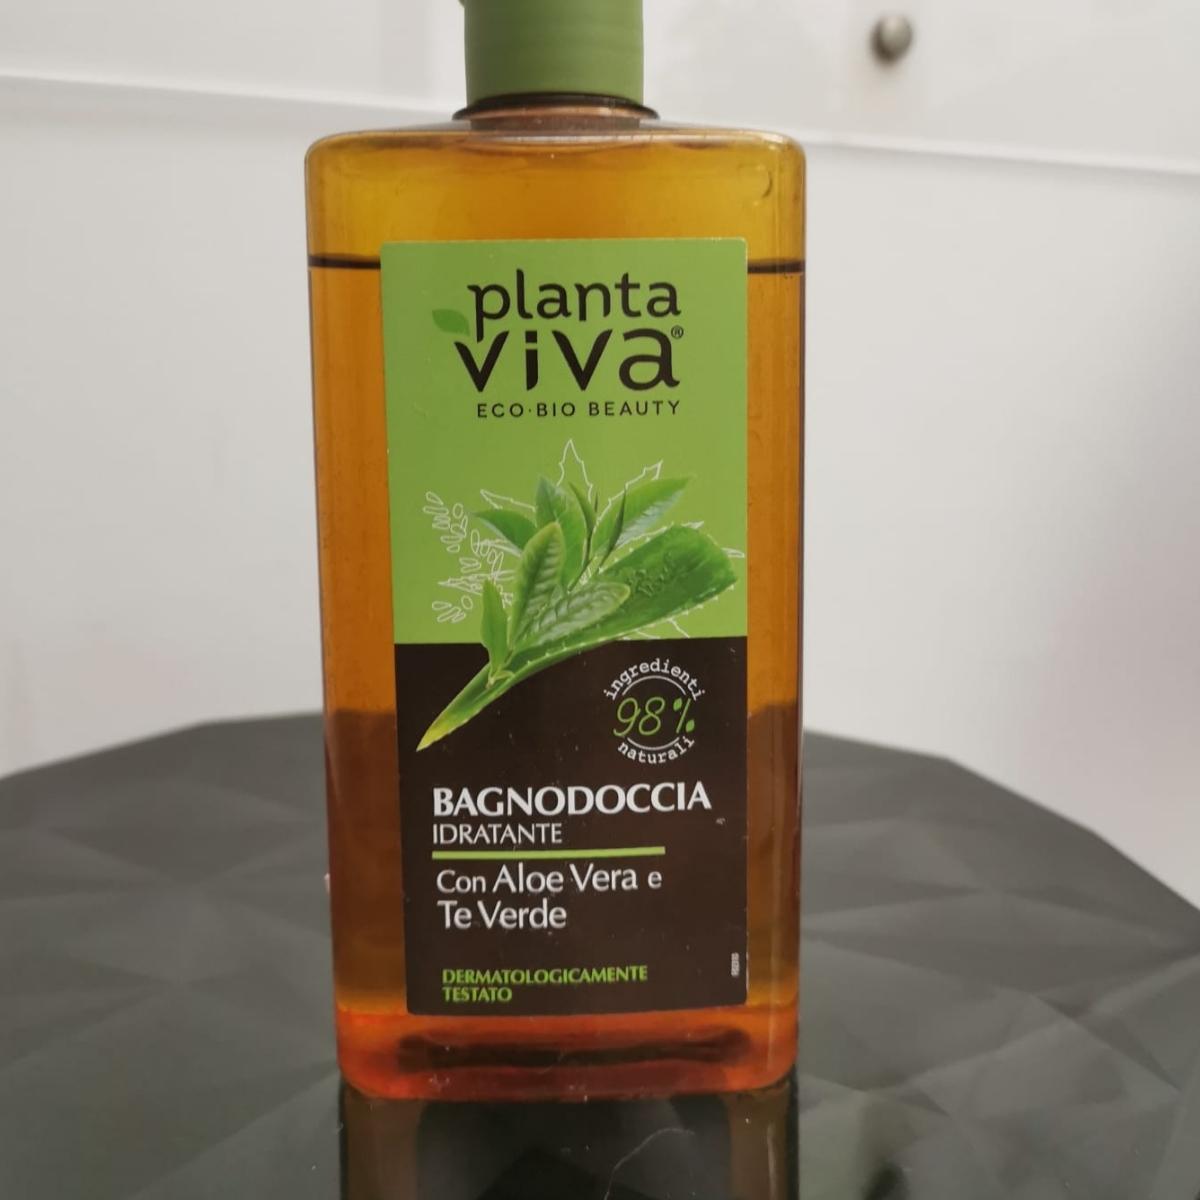 planta
viva®
ECO·BIO BEAUTY
ingredienti
98%
naturali
BAGNODOCCIA
IDRATANTE
Con Aloe Vera e
Te Verde
DERMATOLOGICAMENTE
TESTATO